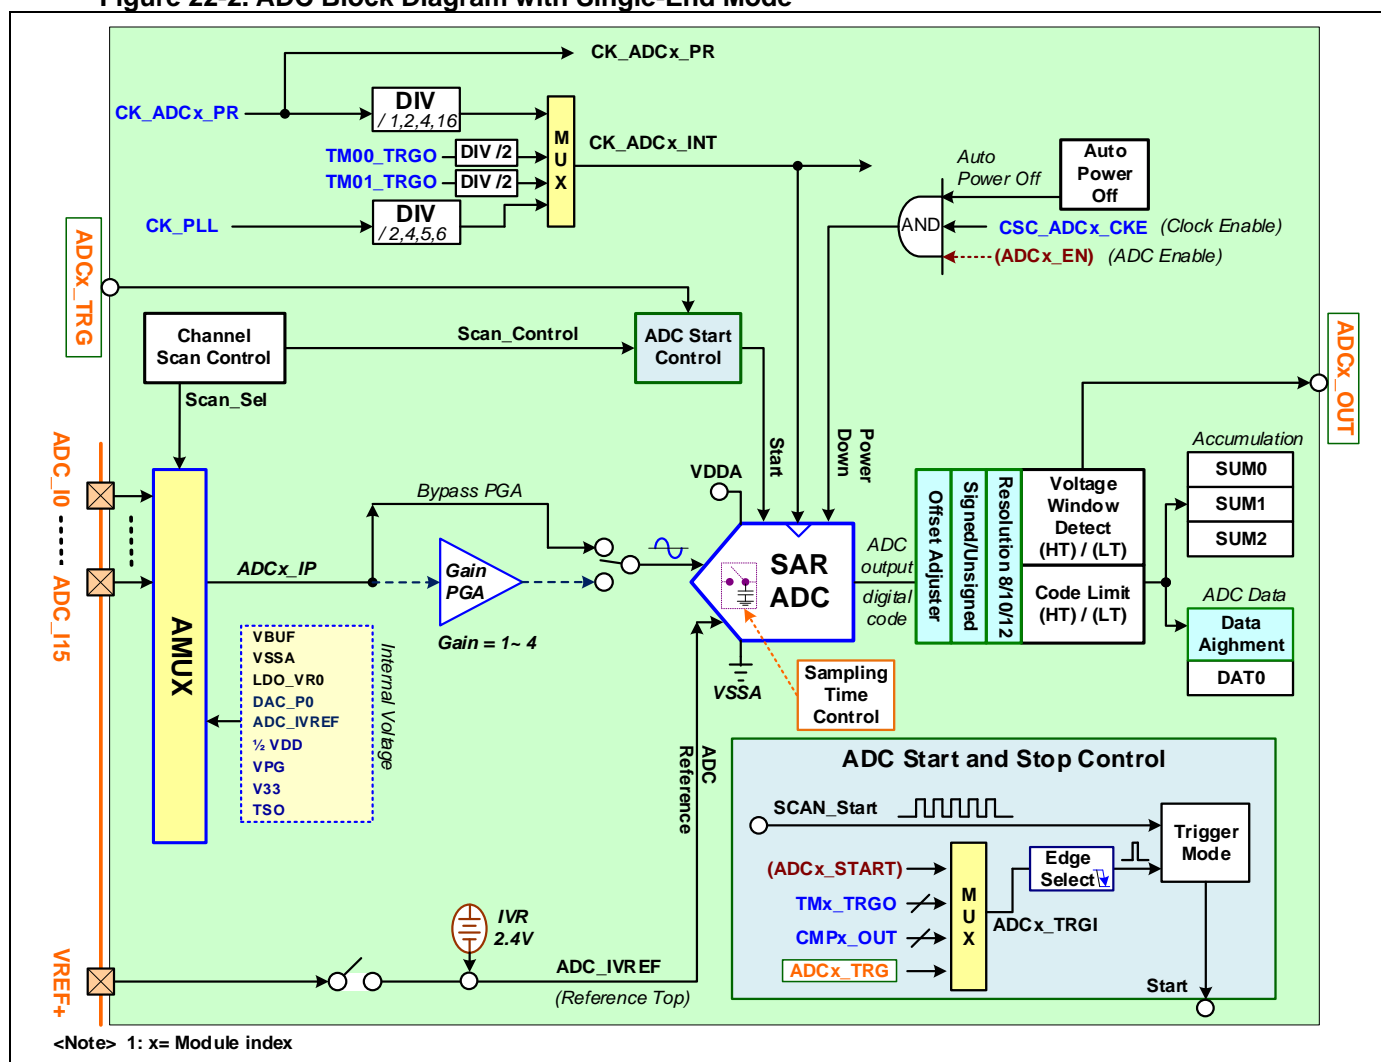 Figure 22-2. ADC Block Diagram with Single-End Mode
CK_ADCx_PR
CK_ADCx_PR
DIV
/ 1,2,4,16
TM00_TRGO
DIV /2
TM01_TRGO
DIV /2
CK_PLL
DIV
/ 2,4,5,6
MUX
CK_ADCx_INT
Auto
Power Off
Auto
Power
Off
AND
CSC_ADCx_CKE
(Clock Enable)
(ADCx_EN)
(ADC Enable)
ADCx_TRG
Channel
Scan Control
Scan_Control
ADC Start
Control
Scan_Sel
Start
Power
Down
ADCx_OUT
ADC_I0
ADC_I15
AMUX
ADCx_IP
Bypass PGA
Gain
PGA
Gain = 1~ 4
VDDA
SAR
ADC
VSSA
ADC
output
digital
code
Offset Adjuster
Signed/Unsigned
Resolution 8/10/12
Voltage
Window
Detect
(HT) / (LT)
Code Limit
(HT) / (LT)
Accumulation
SUM0
SUM1
SUM2
ADC Data
Data
Aighment
DAT0
VBUF
VSSA
LDO_VR0
DAC_P0
ADC_IVREF
½ VDD
VPG
V33
TSO
Internal Voltage
Sampling
Time
Control
ADC
Reference
IVR
2.4V
VREF+
ADC_IVREF
(Reference Top)
ADC Start and Stop Control
SCAN_Start
(ADCx_START)
TMx_TRGO
CMPx_OUT
ADCx_TRG
MUX
ADCx_TRGI
Edge
Select
Trigger
Mode
Start
<Note> 1: x= Module index